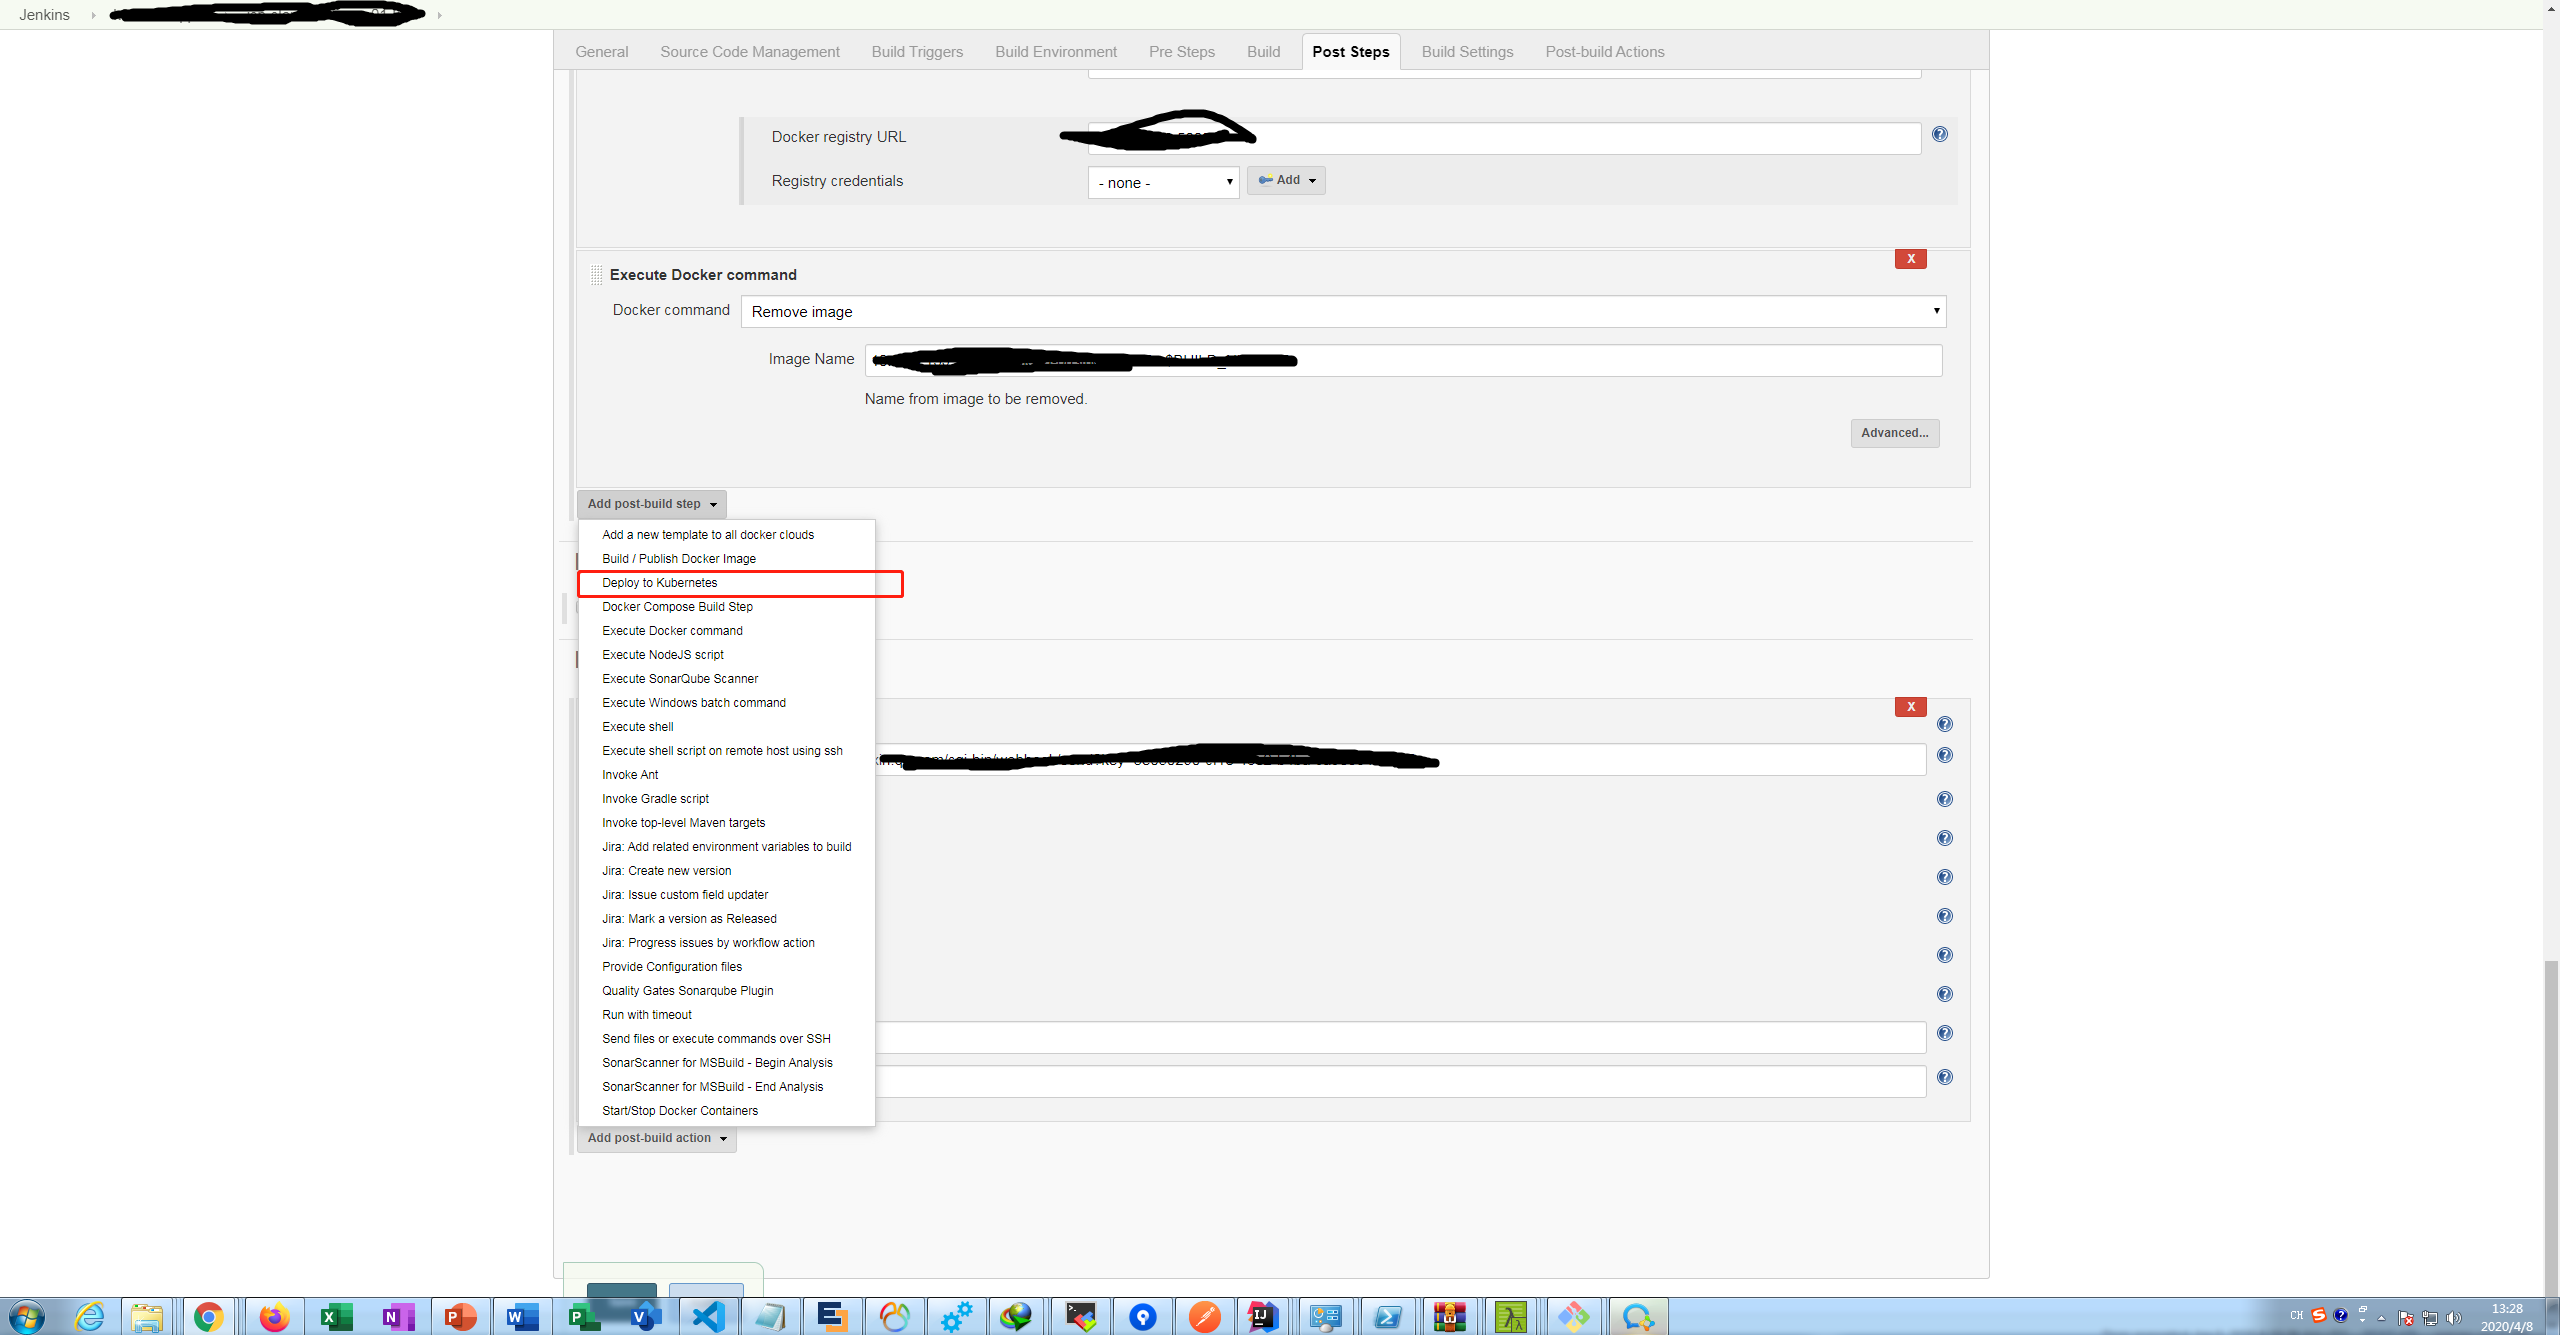 Jenkins
General Source Code Management Build Triggers Build Environment Pre Steps Build Post Steps Build Settings Post-build Actions
Docker registry URL
Registry credentials - none - Add
X
Execute Docker command
Docker command Remove image
Image Name
Name from image to be removed.
Advanced...
Add post-build step
Add a new template to all docker clouds
Build / Publish Docker Image
Deploy to Kubernetes
Docker Compose Build Step
Execute Docker command
Execute NodeJS script
Execute SonarQube Scanner
Execute Windows batch command
Execute shell
X
Execute shell script on remote host using ssh
Invoke Ant
Invoke Gradle script
Invoke top-level Maven targets
Jira: Add related environment variables to build
Jira: Create new version
Jira: Issue custom field updater
Jira: Mark a version as Released
Jira: Progress issues by workflow action
Provide Configuration files
Quality Gates Sonarqube Plugin
Run with timeout
Send files or execute commands over SSH
SonarScanner for MSBuild - Begin Analysis
SonarScanner for MSBuild - End Analysis
Start/Stop Docker Containers
Add post-build action
CH
13:28
2020/4/8